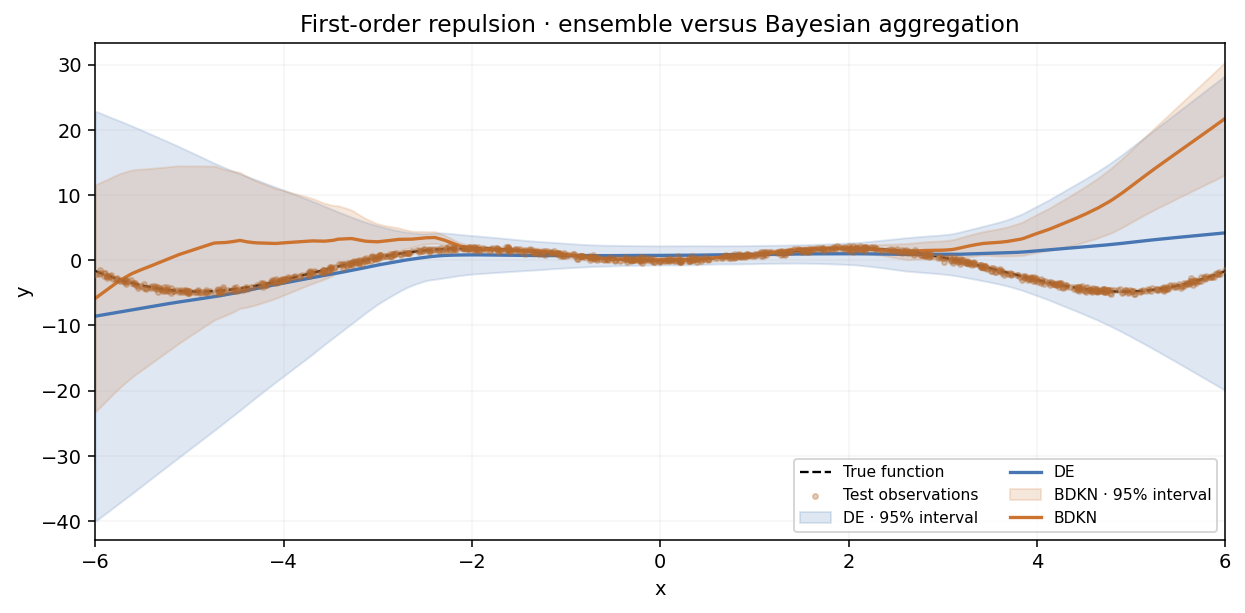 First-order repulsion · ensemble versus Bayesian aggregation
30
20
10
0
−10
−20
−30
−40
y
−6
−4
−2
0
2
4
6
x
True function
Test observations
DE · 95% interval
DE
BDKN · 95% interval
BDKN